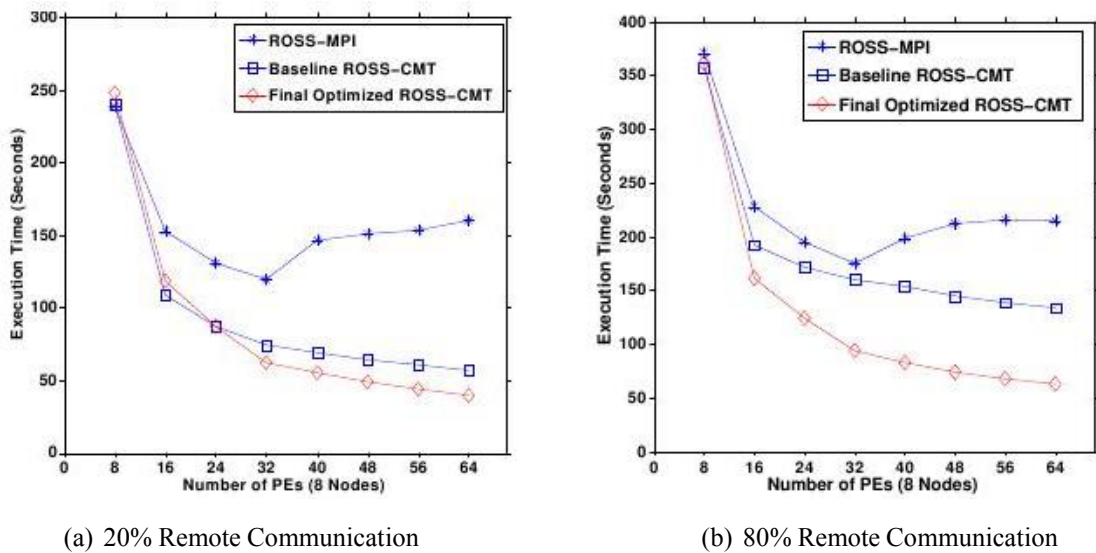 300
250
200
150
100
50
0
Execution Time (Seconds)
ROSS–MPI
Baseline ROSS–CMT
Final Optimized ROSS–CMT
0 8 16 24 32 40 48 56 64
Number of PEs (8 Nodes)
(a) 20% Remote Communication
400
350
300
250
200
150
100
50
0
Execution Time (Seconds)
ROSS–MPI
Baseline ROSS–CMT
Final Optimized ROSS–CMT
0 8 16 24 32 40 48 56 64
Number of PEs (8 Nodes)
(b) 80% Remote Communication